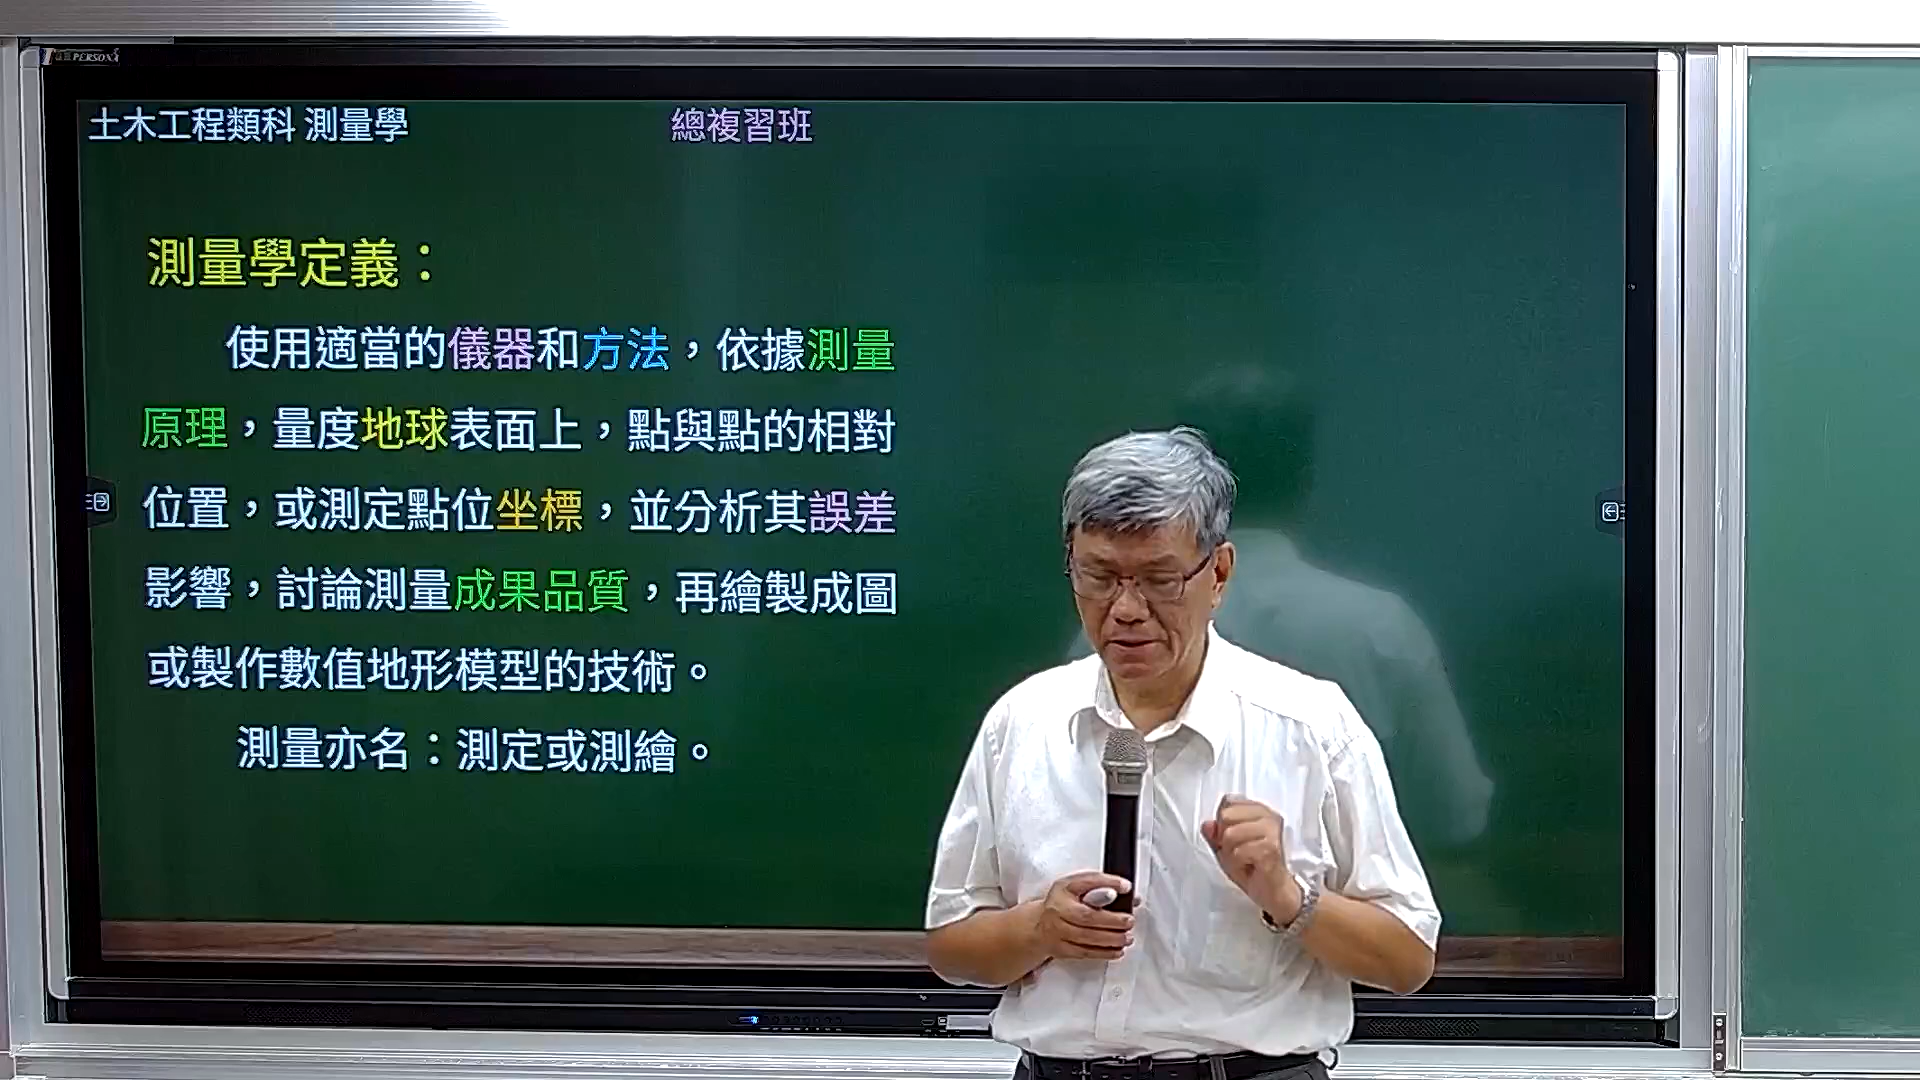 PERSONA
土木工程類科 測量學
總複習班
測量學定義：
使用適當的儀器和方法，依據測量
原理，量度地球表面上，點與點的相對
位置，或測定點位坐標，並分析其誤差
影響，討論測量成果品質，再繪製成圖
或製作數值地形模型的技術。
測量亦名：測定或測繪。